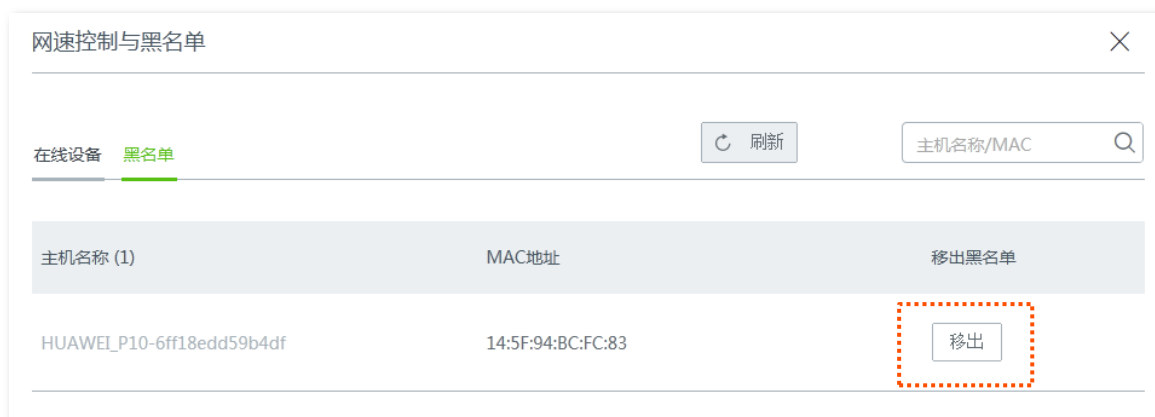 网速控制与黑名单
在线设备 黑名单 刷新 主机名称/MAC
主机名称 (1) MAC地址 移出黑名单
HUAWEI_P10-6ff18edd59b4df 14:5F:94:BC:FC:83 移出